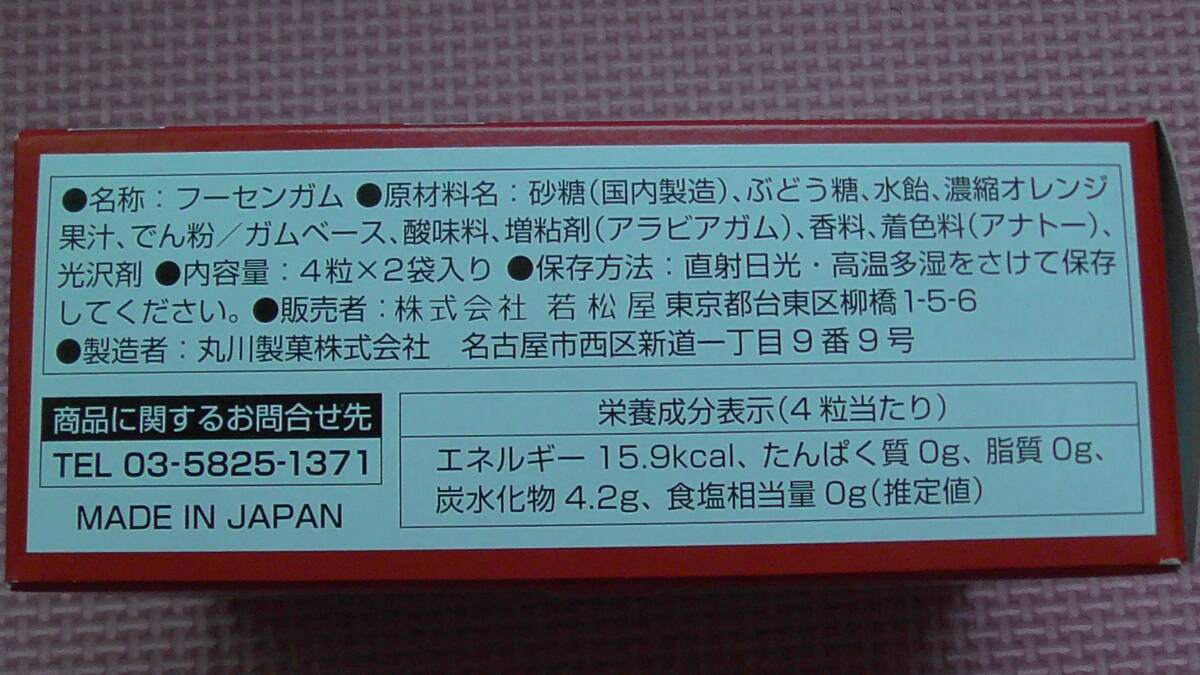 ●名称：フーセンガム ●原材料名：砂糖（国内製造）、ぶどう糖、水飴、濃縮オレンジ
果汁、でん粉／ガムベース、酸味料、増粘剤（アラビアガム）、香料、着色料（アナトー）、
光沢剤 ●内容量：4粒×2袋入り ●保存方法：直射日光・高温多湿をさけて保存
してください。●販売者：株式会社 若松屋 東京都台東区柳橋1-5-6
●製造者：丸川製菓株式会社 名古屋市西区新道一丁目9番9号
商品に関するお問合せ先
TEL 03-5825-1371
MADE IN JAPAN
栄養成分表示（4粒当たり）
エネルギー 15.9kcal、たんぱく質 0g、脂質 0g、
炭水化物 4.2g、食塩相当量 0g（推定値）